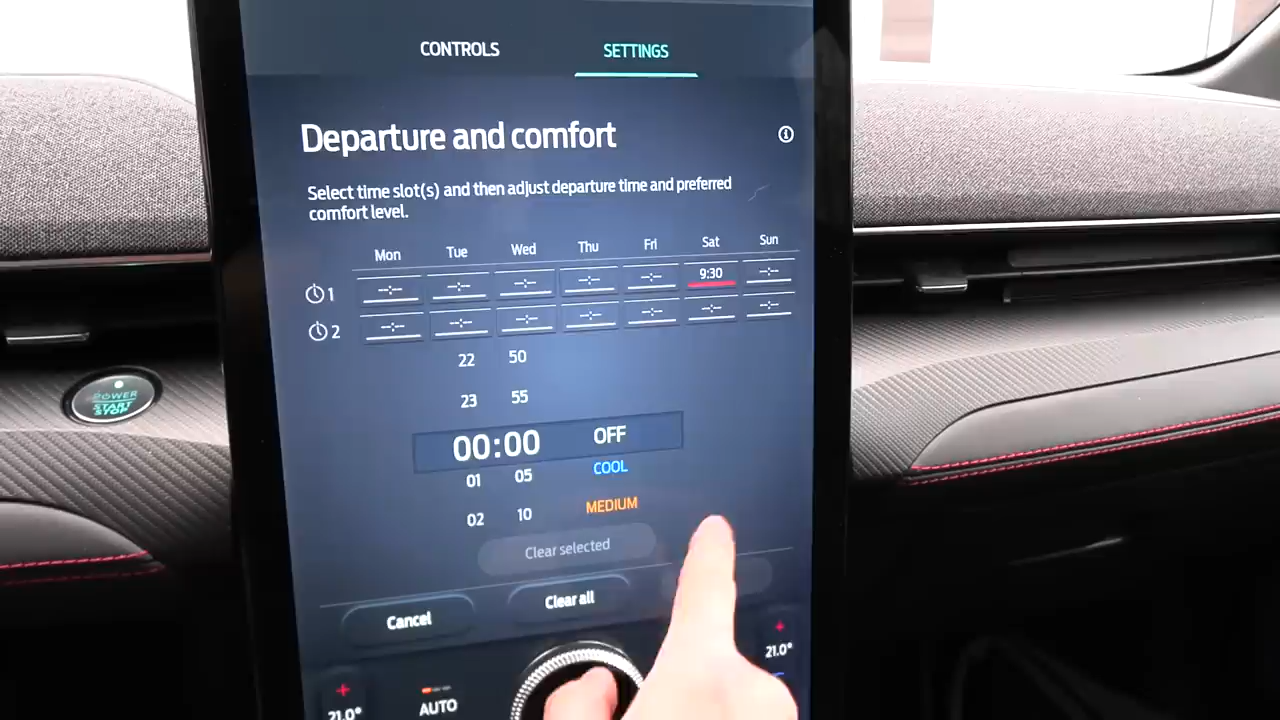 CONTROLS SETTINGS
Departure and comfort
Select time slot(s) and then adjust departure time and preferred
comfort level.
Mon Tue Wed Thu Fri Sat Sun
1 --:-- --:-- --:-- --:-- --:-- 9:30 --:--
2 --:-- --:-- --:-- --:-- --:-- --:-- --:--
22 50
23 55
POWER
START
STOP
00:00 OFF
01 05 COOL
02 10 MEDIUM
Clear selected
Cancel Clear all
+ +
21.0° AUTO 21.0°